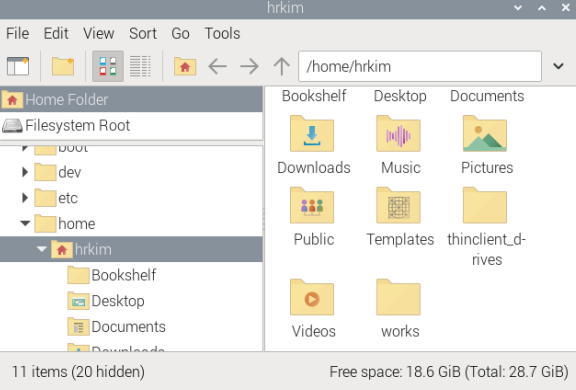 hrkim
File Edit View Sort Go Tools
/home/hrkim
Home Folder
Filesystem Root
boot
dev
etc
home
hrkim
Bookshelf
Desktop
Documents
Downloads
Bookshelf Desktop Documents
Downloads Music Pictures
Public Templates thinclient_d-
rives
Videos works
11 items (20 hidden) Free space: 18.6 GiB (Total: 28.7 GiB)